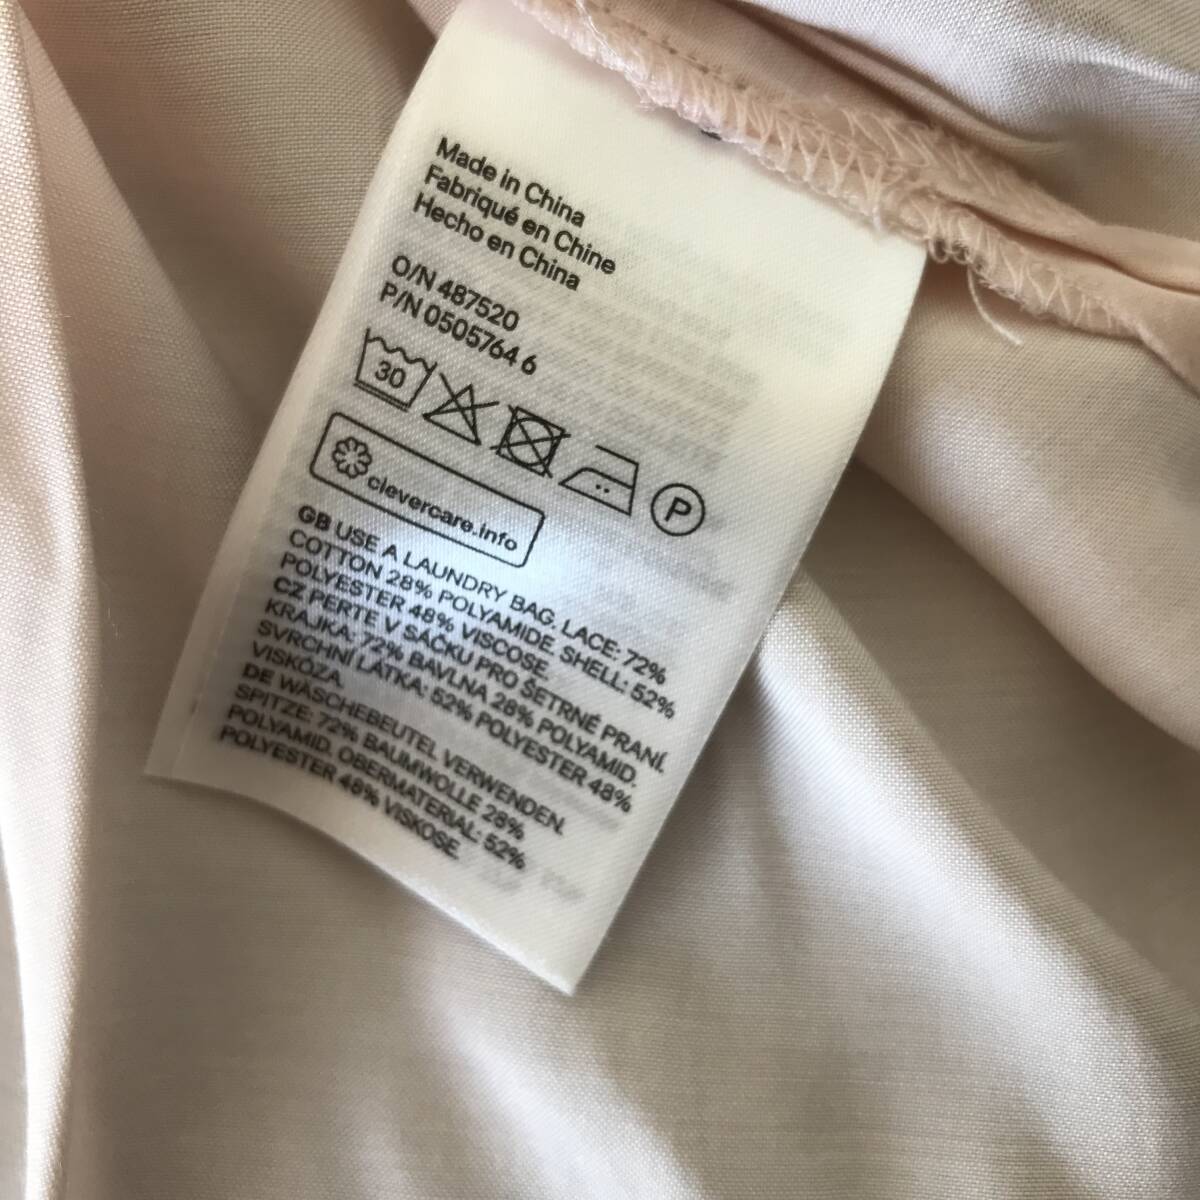 Made in China
Fabriqué en Chine
Hecho en China
O/N 487520
P/N 0505764 6
30
P
clevercare.info
GB USE A LAUNDRY BAG. LACE: 72%
COTTON 28% POLYAMIDE. SHELL: 52%
POLYESTER 48% VISCOSE.
CZ PERTE V SÁČKU PRO ŠETRNÉ PRANÍ.
KRAJKA: 72% BAVLNA 28% POLYAMID.
SVRCHNÍ LÁTKA: 52% POLYESTER 48%
VISKÓZA.
DE WÄSCHEBEUTEL VERWENDEN.
SPITZE: 72% BAUMWOLLE 28%
POLYAMID. OBERMATERIAL: 52%
POLYESTER 48% VISKOSE.